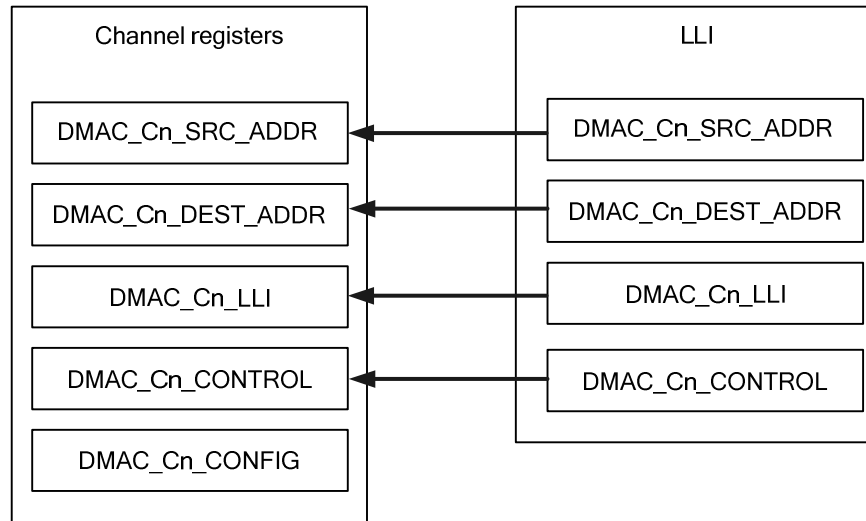 Channel registers
DMAC_Cn_SRC_ADDR
DMAC_Cn_DEST_ADDR
DMAC_Cn_LLI
DMAC_Cn_CONTROL
DMAC_Cn_CONFIG
LLI
DMAC_Cn_SRC_ADDR
DMAC_Cn_DEST_ADDR
DMAC_Cn_LLI
DMAC_Cn_CONTROL